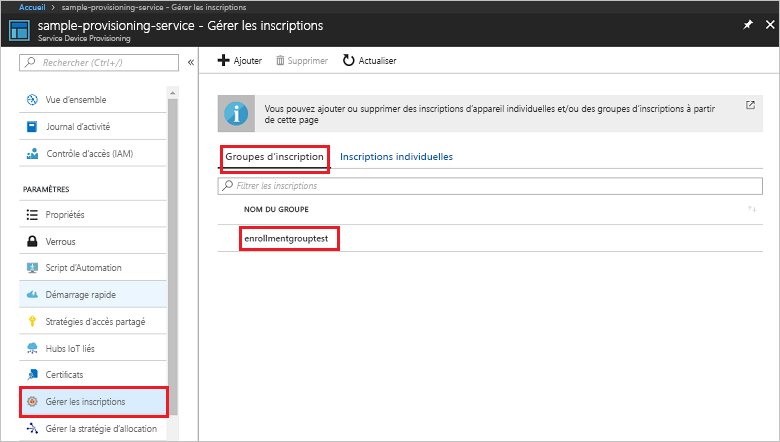 Accueil > sample-provisioning-service - Gérer les inscriptions
sample-provisioning-service - Gérer les inscriptions
Service Device Provisioning
Rechercher (Ctrl+/)
Vue d'ensemble
Journal d'activité
Contrôle d'accès (IAM)
PARAMÈTRES
Propriétés
Verrous
Script d'Automation
Démarrage rapide
Stratégies d'accès partagé
Hubs IoT liés
Certificats
Gérer les inscriptions
Gérer la stratégie d'allocation
Ajouter Supprimer Actualiser
Vous pouvez ajouter ou supprimer des inscriptions d'appareil individuelles et/ou des groupes d'inscriptions à partir
de cette page
Groupes d'inscription Inscriptions individuelles
Filtrer les inscriptions
NOM DU GROUPE
enrollmentgrouptest